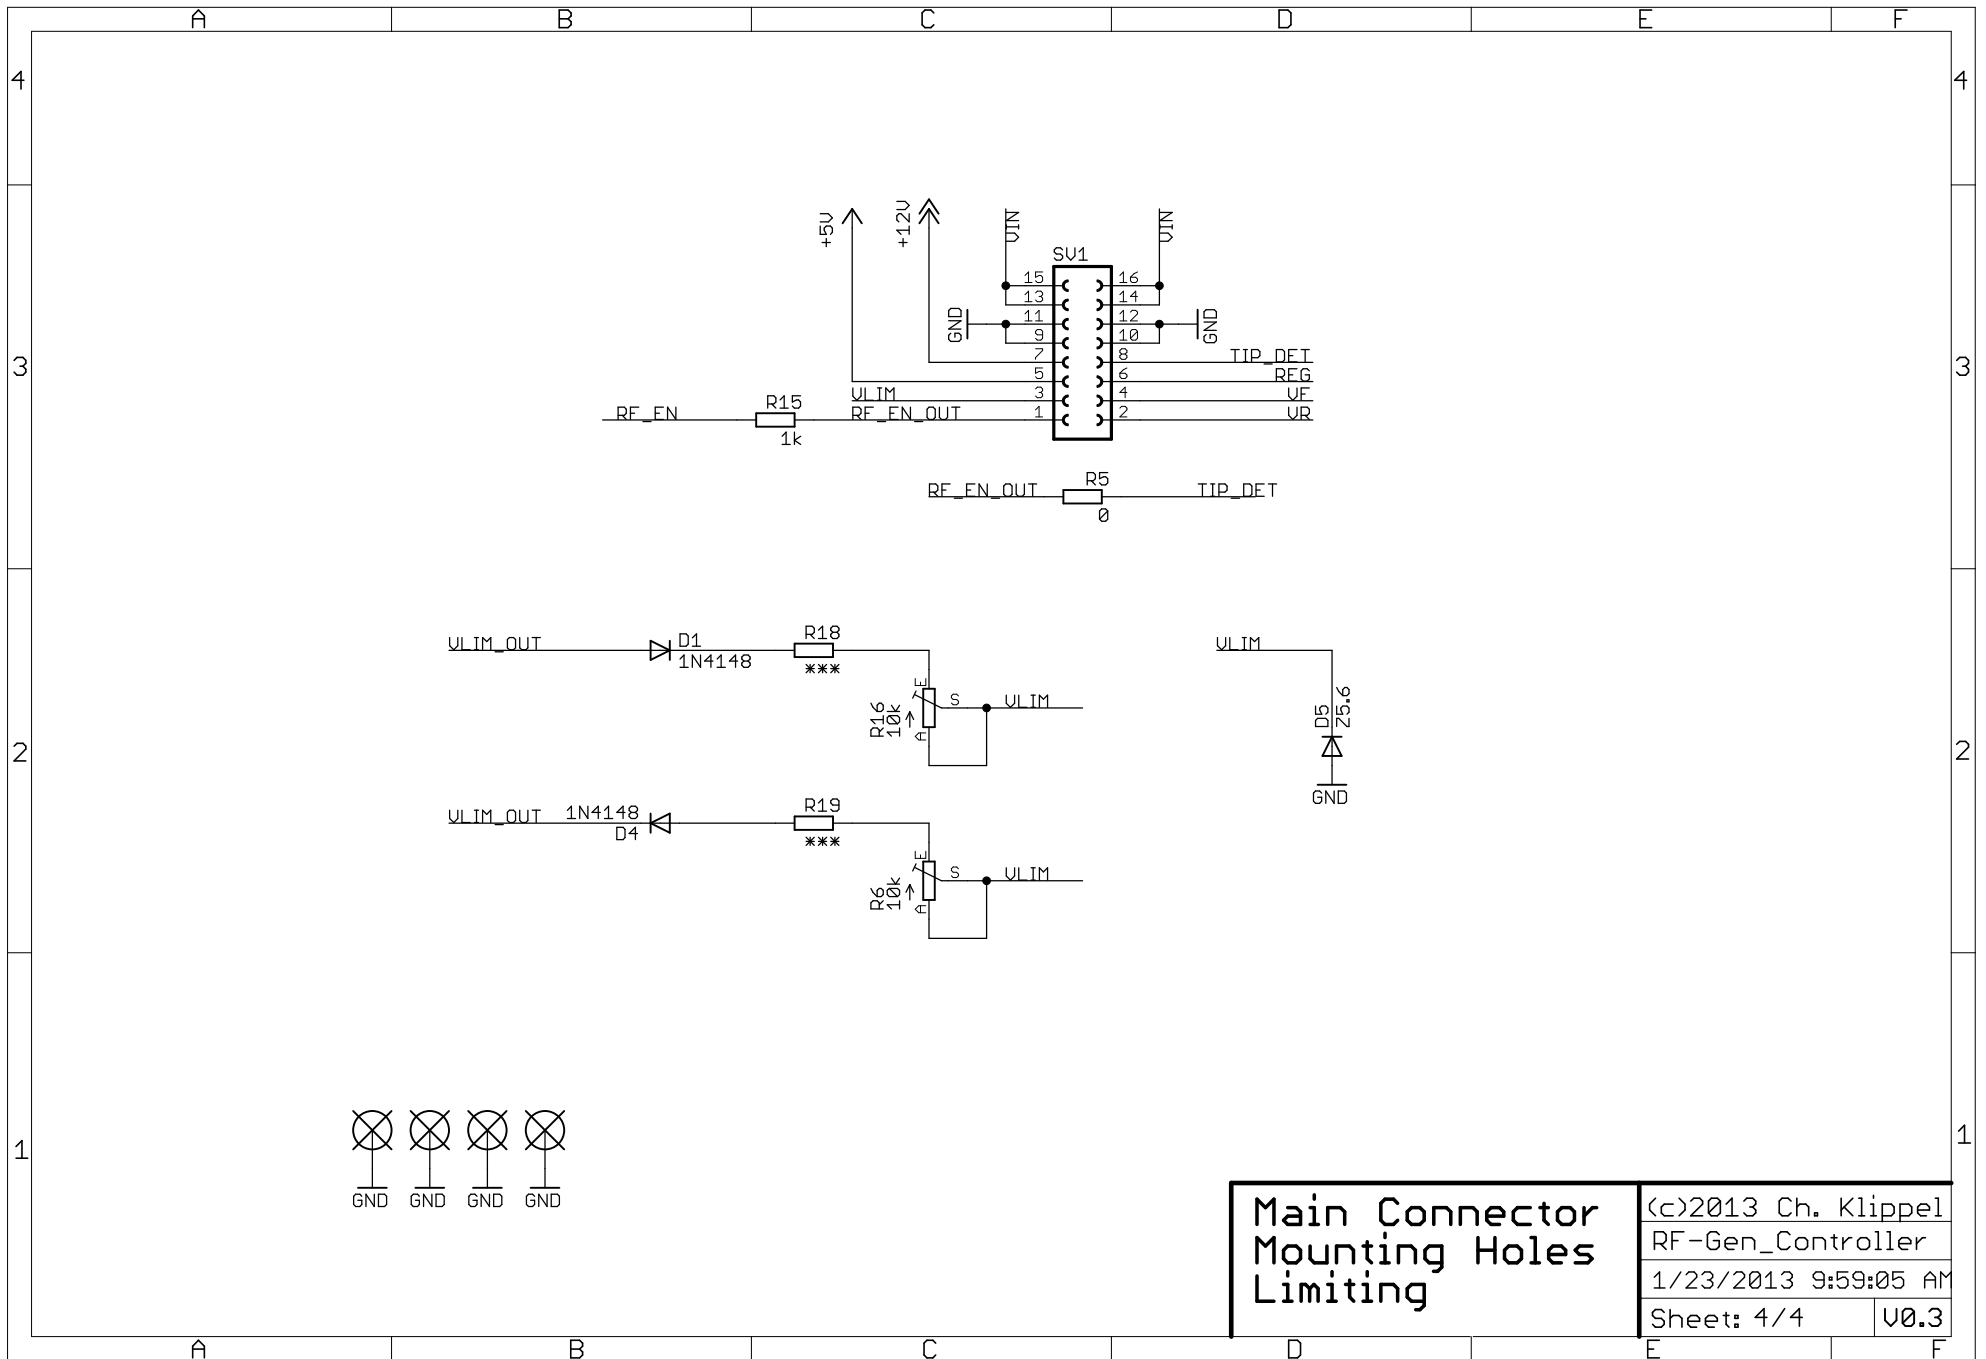 A B C D E F
4 4
+5V +12V VIN VIN
SV1
15 16
13 14
GND 11 12 GND
9 10
3 7 8 TIP_DET 3
5 6 REG
VLIM 3 4 VF
RF_EN R15 RF_EN_OUT 1 2 VR
1k
R5
RF_EN_OUT TIP_DET
0
VLIM_OUT D1 R18 VLIM
1N4148 ***
E
S VLIM
R16
10k
A
D5
Z5.6
2 2
GND
VLIM_OUT 1N4148 R19
D4 ***
E
S VLIM
R6
10k
A
1 1
GND GND GND GND
Main Connector
Mounting Holes
Limiting
(c)2013 Ch. Klippel
RF-Gen_Controller
1/23/2013 9:59:05 AM
Sheet: 4/4 V0.3
A B C D E F